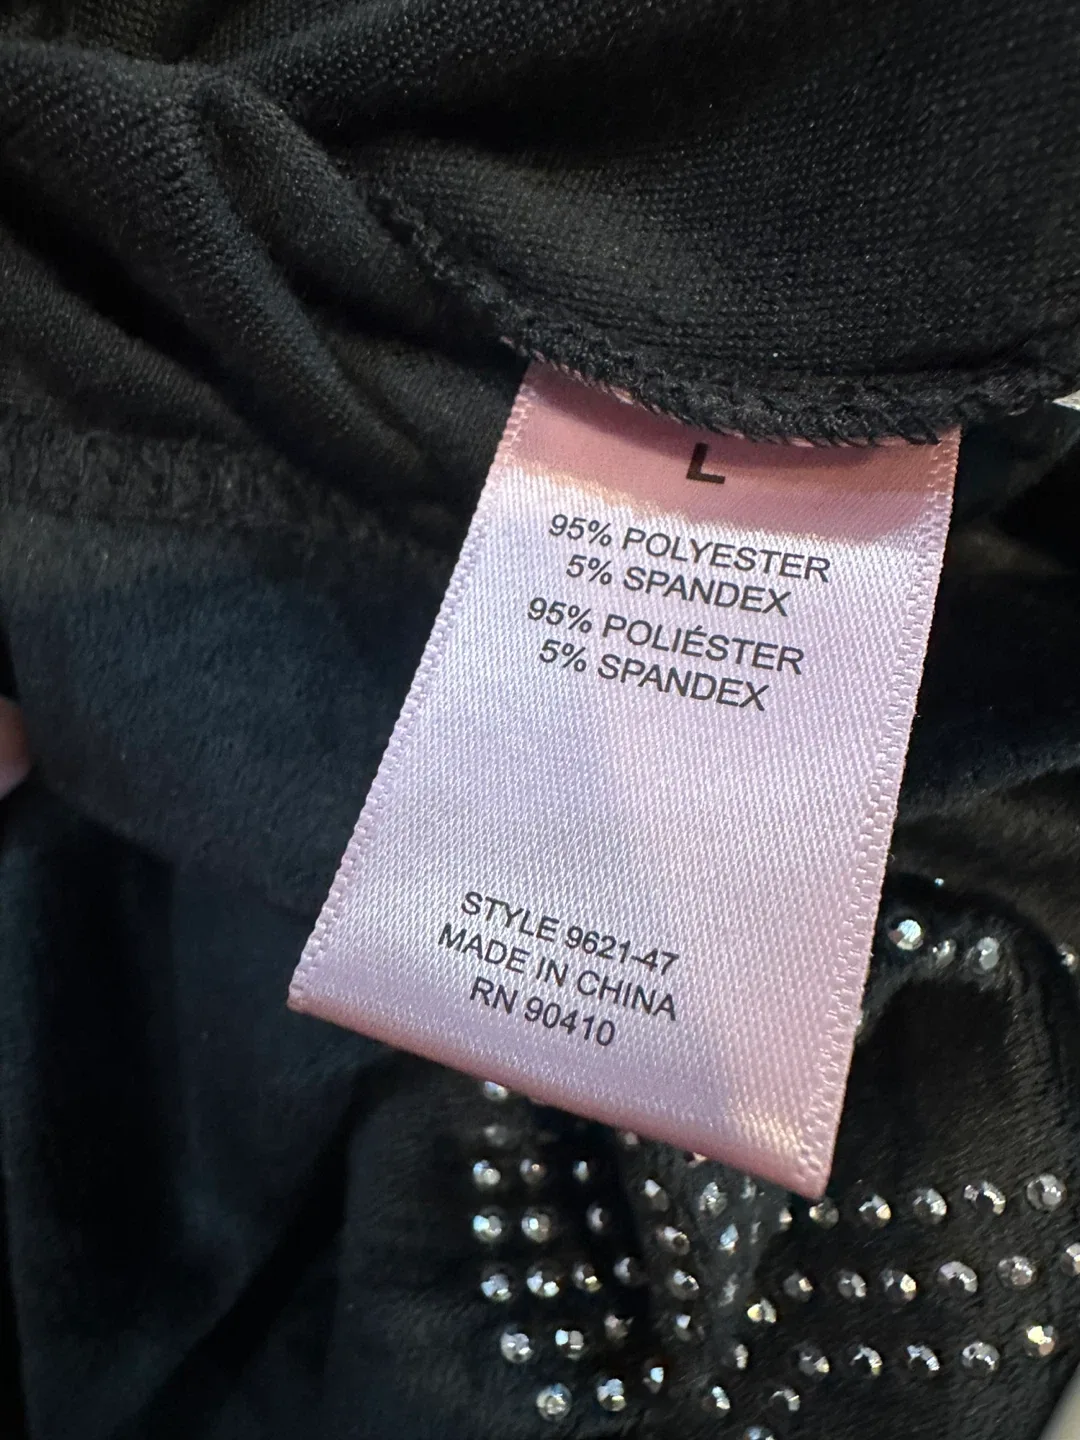 L
95% POLYESTER
5% SPANDEX
95% POLIÉSTER
5% SPANDEX
STYLE 9621-47
MADE IN CHINA
RN 90410